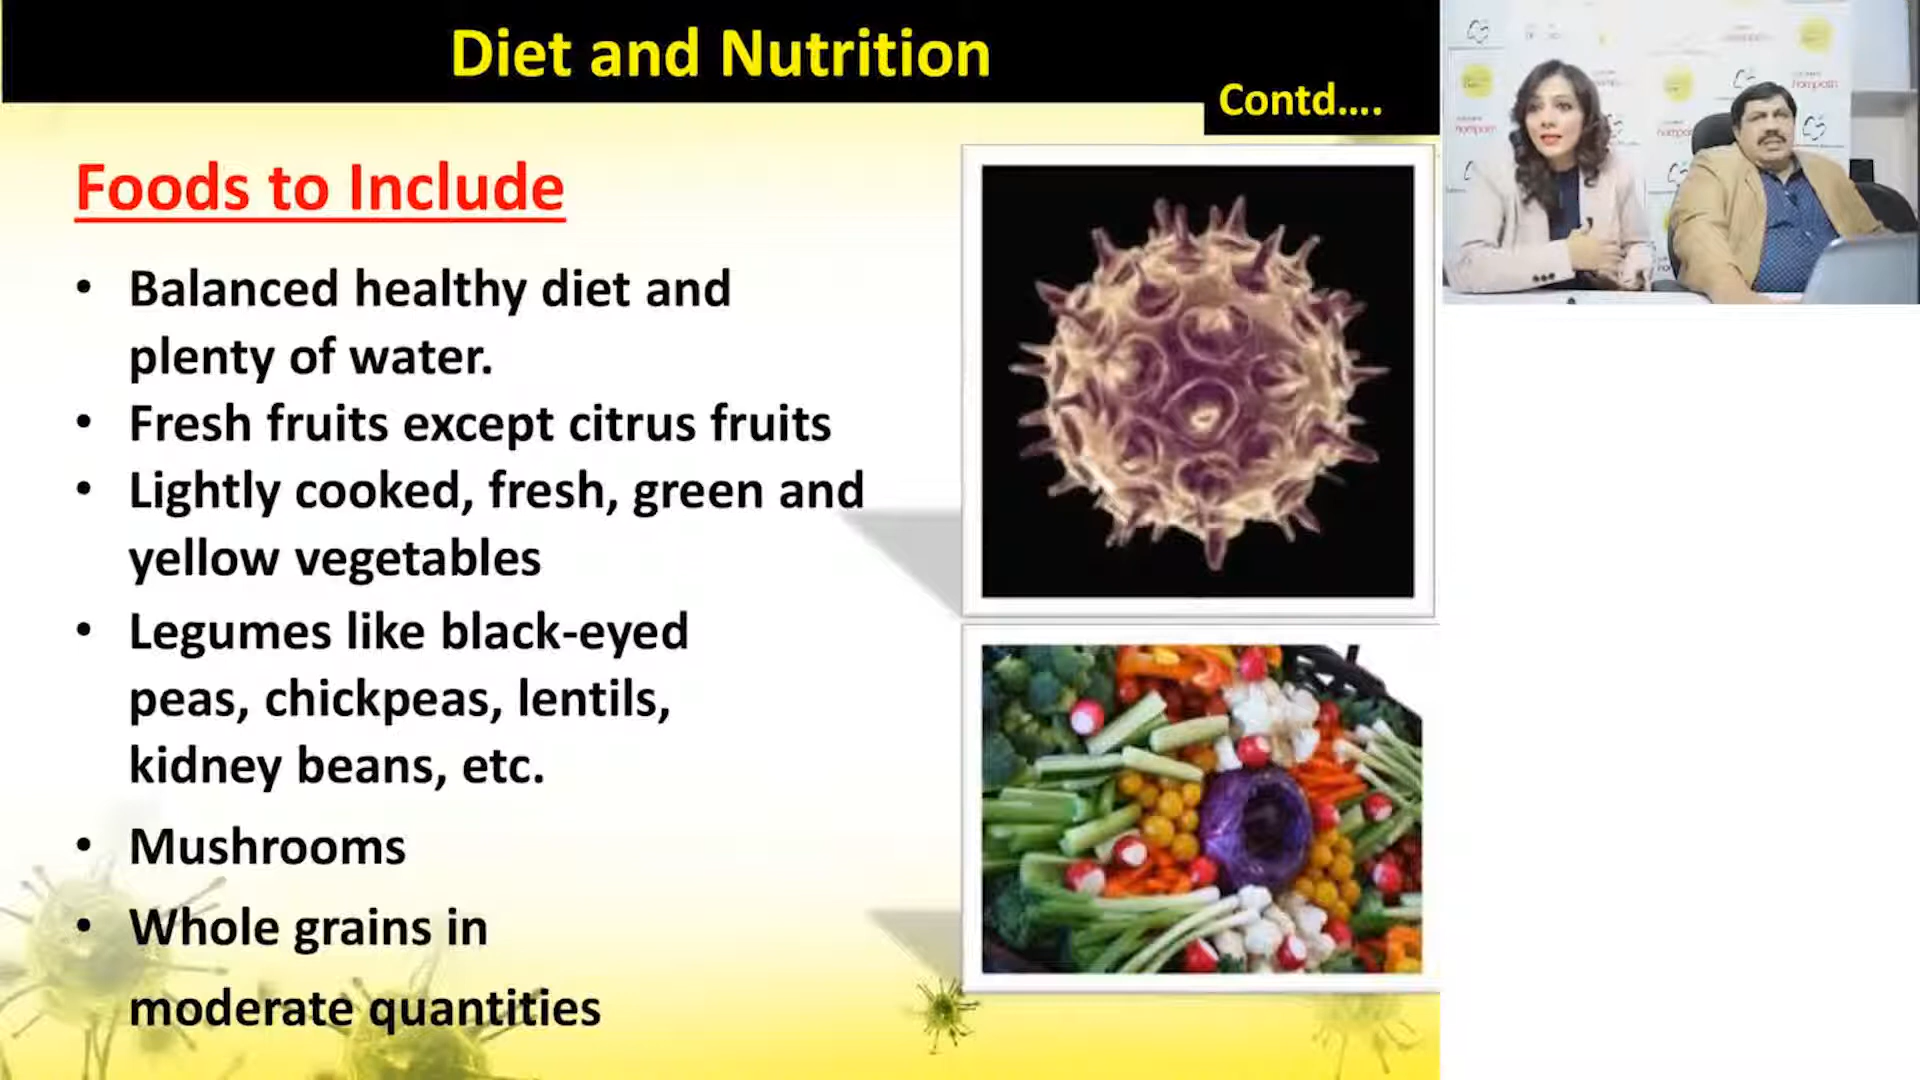 Diet and Nutrition
Contd....
Foods to Include
• Balanced healthy diet and
plenty of water.
• Fresh fruits except citrus fruits
• Lightly cooked, fresh, green and
yellow vegetables
• Legumes like black-eyed
peas, chickpeas, lentils,
kidney beans, etc.
• Mushrooms
• Whole grains in
moderate quantities